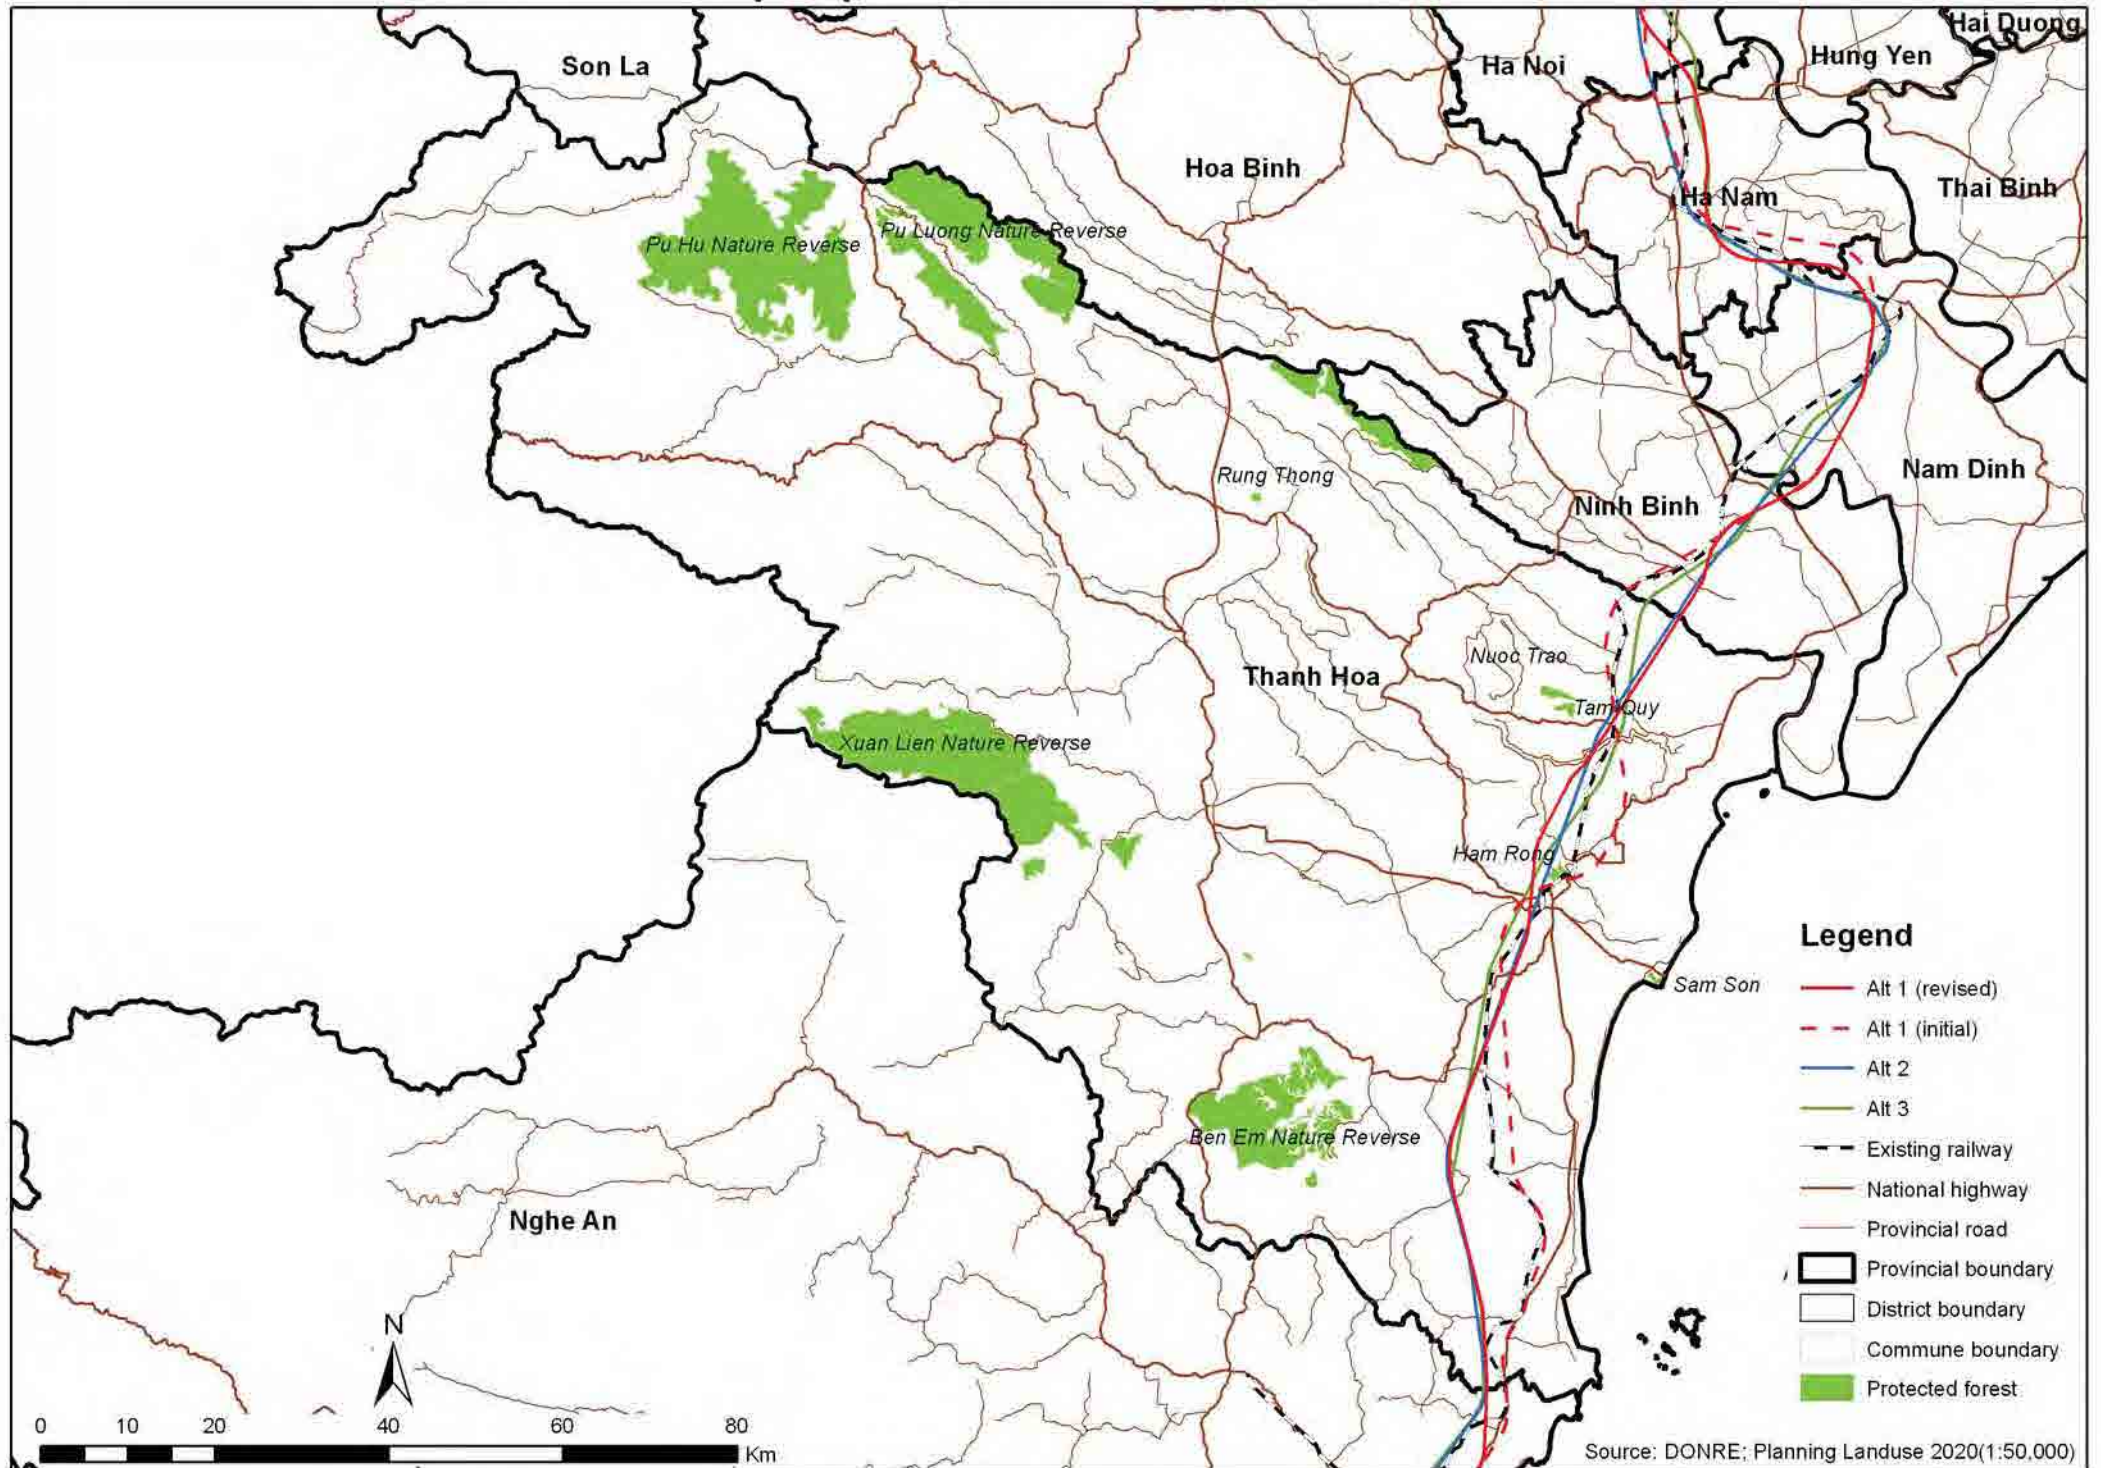 Hai Duong
Son La
Ha Noi
Hung Yen
Hoa Binh
Ha Nam
Thai Binh
Pu Hu Nature Reverse
Pu Luong Nature Reverse
Rung Thong
Nam Dinh
Ninh Binh
Nuoc Trao
Thanh Hoa
Tam Quy
Xuan Lien Nature Reverse
Ham Rong
Sam Son
Ben Em Nature Reverse
Nghe An
Legend
Alt 1 (revised)
Alt 1 (initial)
Alt 2
Alt 3
Existing railway
National highway
Provincial road
Provincial boundary
District boundary
Commune boundary
Protected forest
N
0 10 20 40 60 80
Km
Source: DONRE; Planning Landuse 2020(1:50,000)